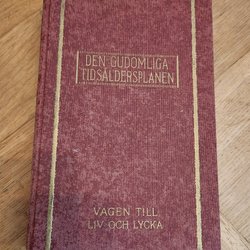 DEN GUDOMLIGA
TIDSÅLDERSPLANEN
VÄGEN TILL
LIV OCH LYCKA